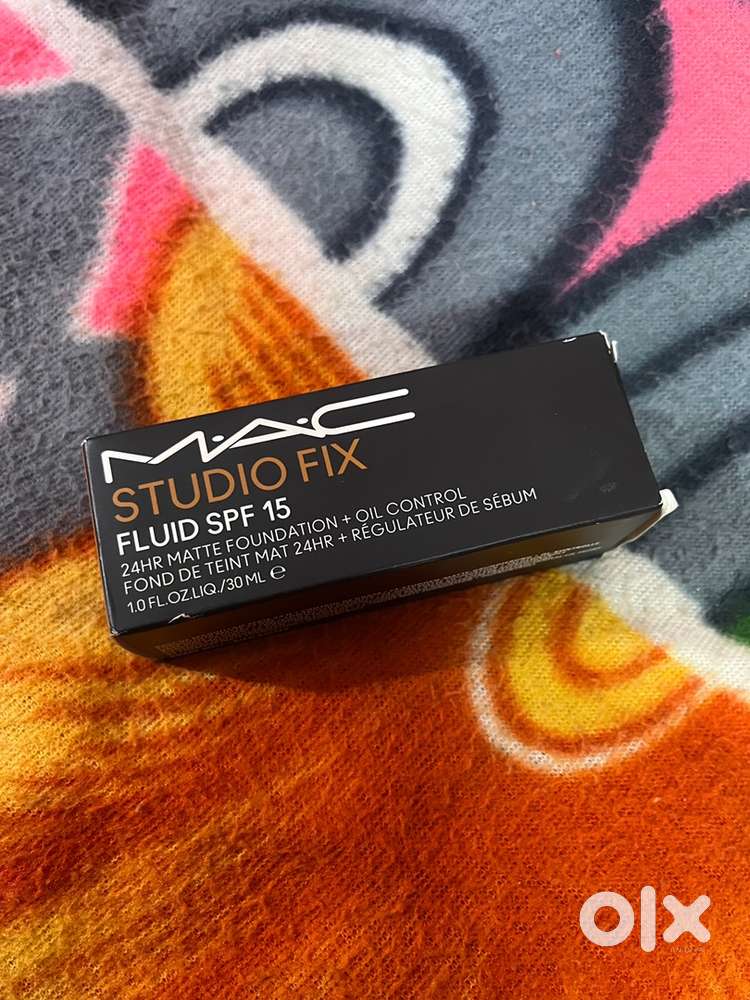 M·A·C
STUDIO FIX
FLUID SPF 15
24HR MATTE FOUNDATION + OIL CONTROL
FOND DE TEINT MAT 24HR + RÉGULATEUR DE SÉBUM
1.0 FL.OZ.LIQ./30 ML ℮
olx